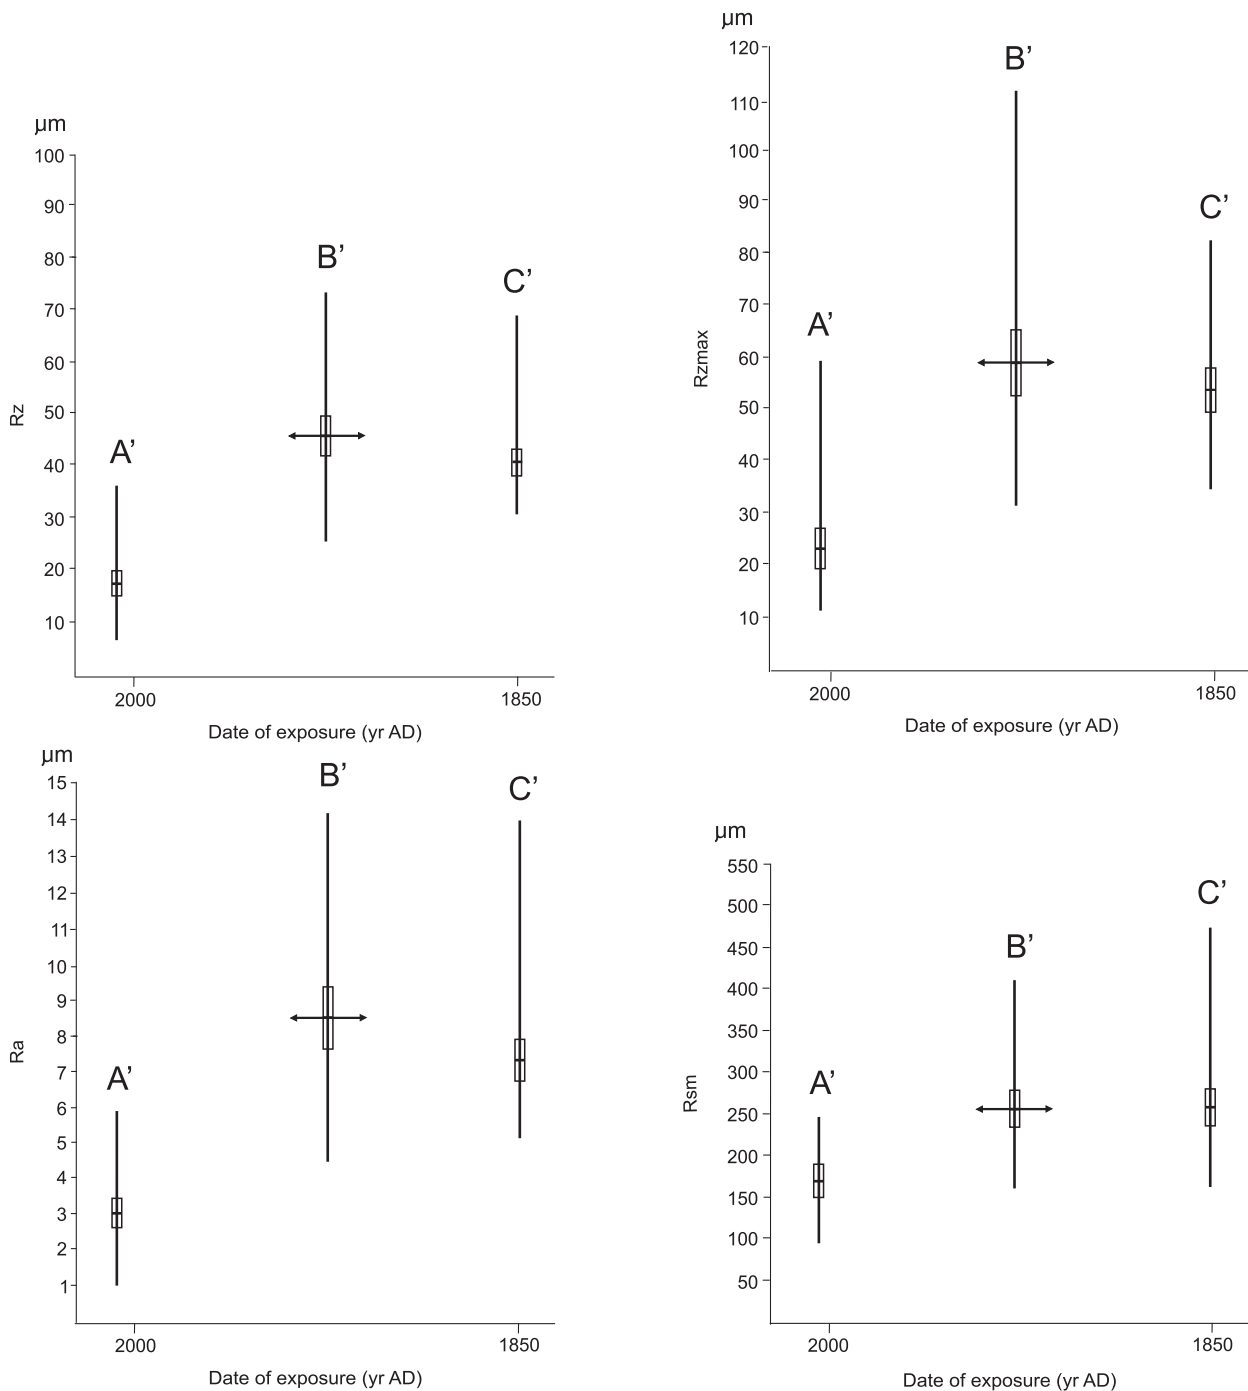 µm
100
90
80
70
60
50
40
30
20
10
Rz
A’
B’
C’
2000
1850
Date of exposure (yr AD)
µm
120
110
100
90
80
70
60
50
40
30
20
10
Rzmax
A’
B’
C’
2000
1850
Date of exposure (yr AD)
µm
15
14
13
12
11
10
9
8
7
6
5
4
3
2
1
Ra
A’
B’
C’
2000
1850
Date of exposure (yr AD)
µm
550
500
450
400
350
300
250
200
150
100
50
Rsm
A’
B’
C’
2000
1850
Date of exposure (yr AD)